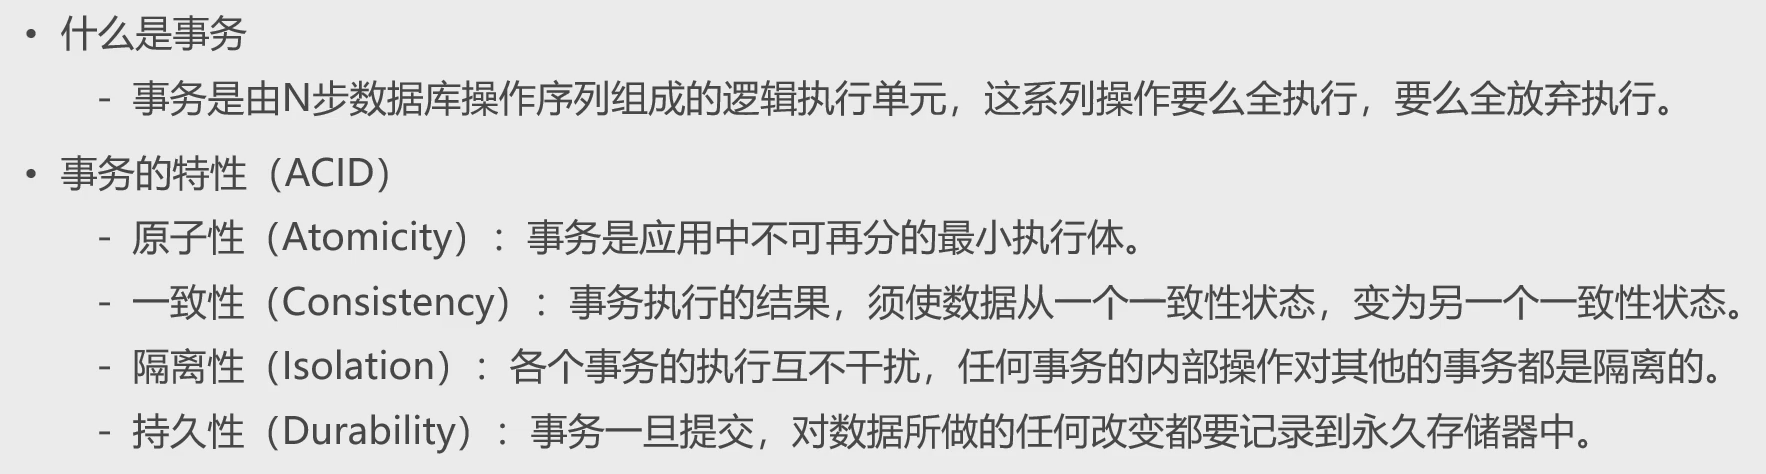 • 什么是事务
- 事务是由N步数据库操作序列组成的逻辑执行单元，这系列操作要么全执行，要么全放弃执行。
• 事务的特性（ACID）
- 原子性（Atomicity）：事务是应用中不可再分的最小执行体。
- 一致性（Consistency）：事务执行的结果，须使数据从一个一致性状态，变为另一个一致性状态。
- 隔离性（Isolation）：各个事务的执行互不干扰，任何事务的内部操作对其他的事务都是隔离的。
- 持久性（Durability）：事务一旦提交，对数据所做的任何改变都要记录到永久存储器中。